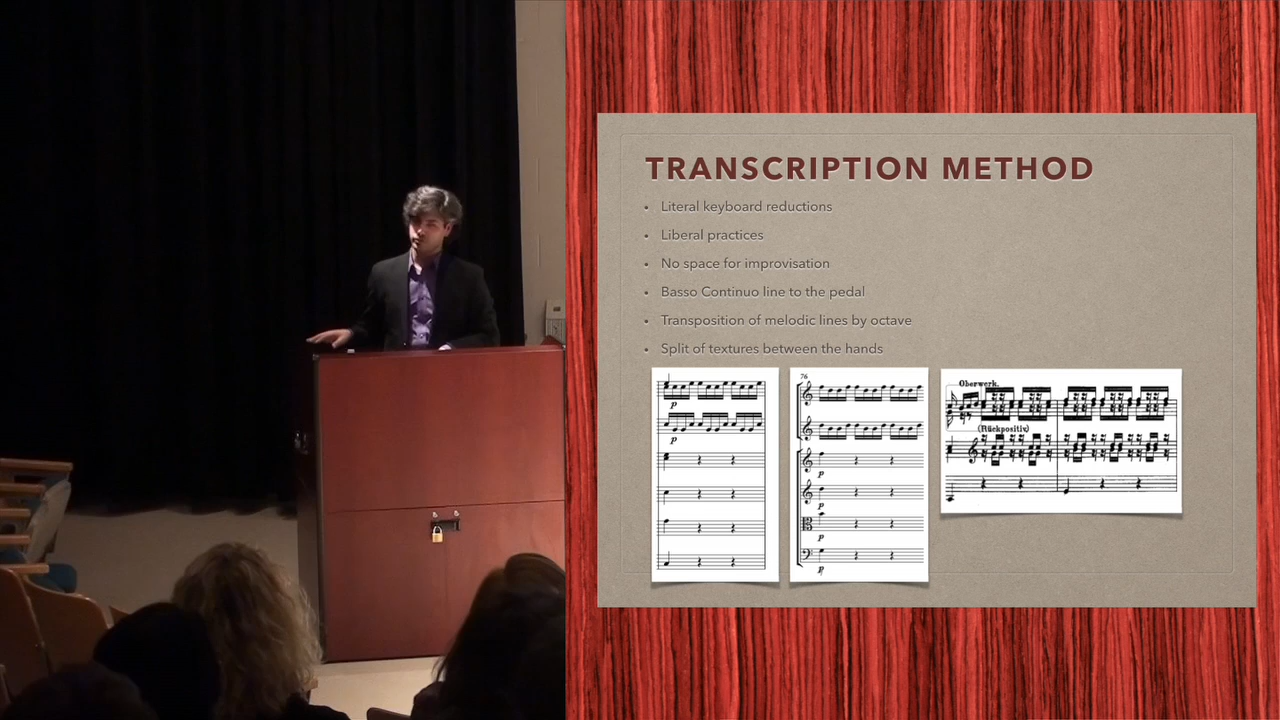 TRANSCRIPTION METHOD
Literal keyboard reductions
Liberal practices
No space for improvisation
Basso Continuo line to the pedal
Transposition of melodic lines by octave
Split of textures between the hands
76
Oberwerk.
(Rückpositiv)
p
p
p
p
p
p